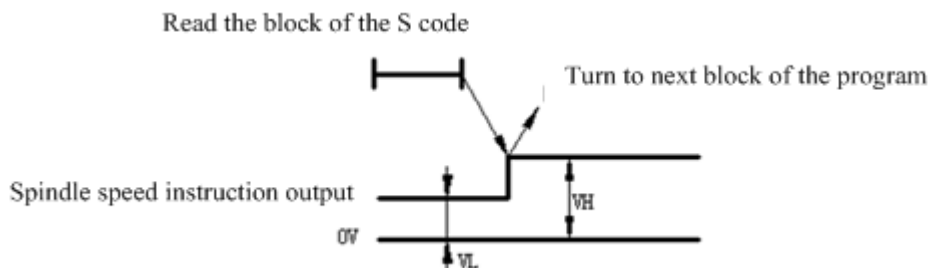 Read the block of the S code
Turn to next block of the program
Spindle speed instruction output
VH
0V
VL